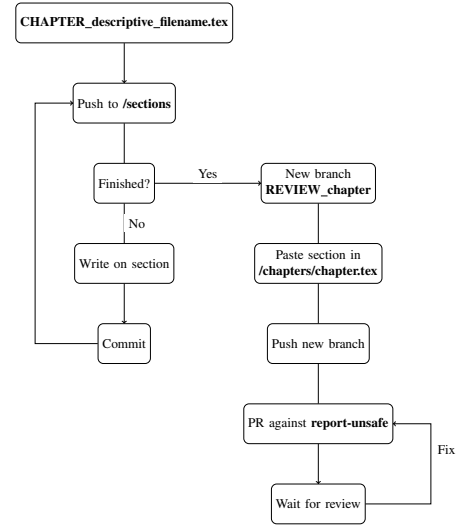 CHAPTER_descriptive_filename.tex
Push to /sections
Finished?
Yes
New branch
REVIEW_chapter
No
Write on section
Paste section in
/chapters/chapter.tex
Commit
Push new branch
PR against report-unsafe
Fix
Wait for review